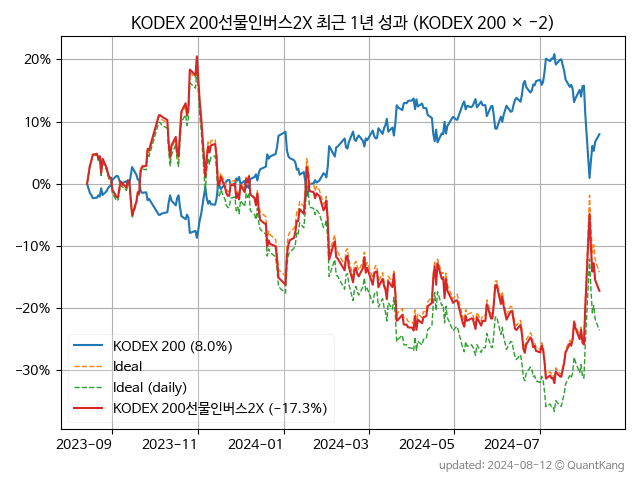 KODEX 200선물인버스2X 최근 1년 성과 (KODEX 200 × −2)
20%
10%
0%
−10%
−20%
−30%
KODEX 200 (8.0%)
Ideal
Ideal (daily)
KODEX 200선물인버스2X (−17.3%)
2023-09 2023-11 2024-01 2024-03 2024-05 2024-07
updated: 2024-08-12 © QuantKang